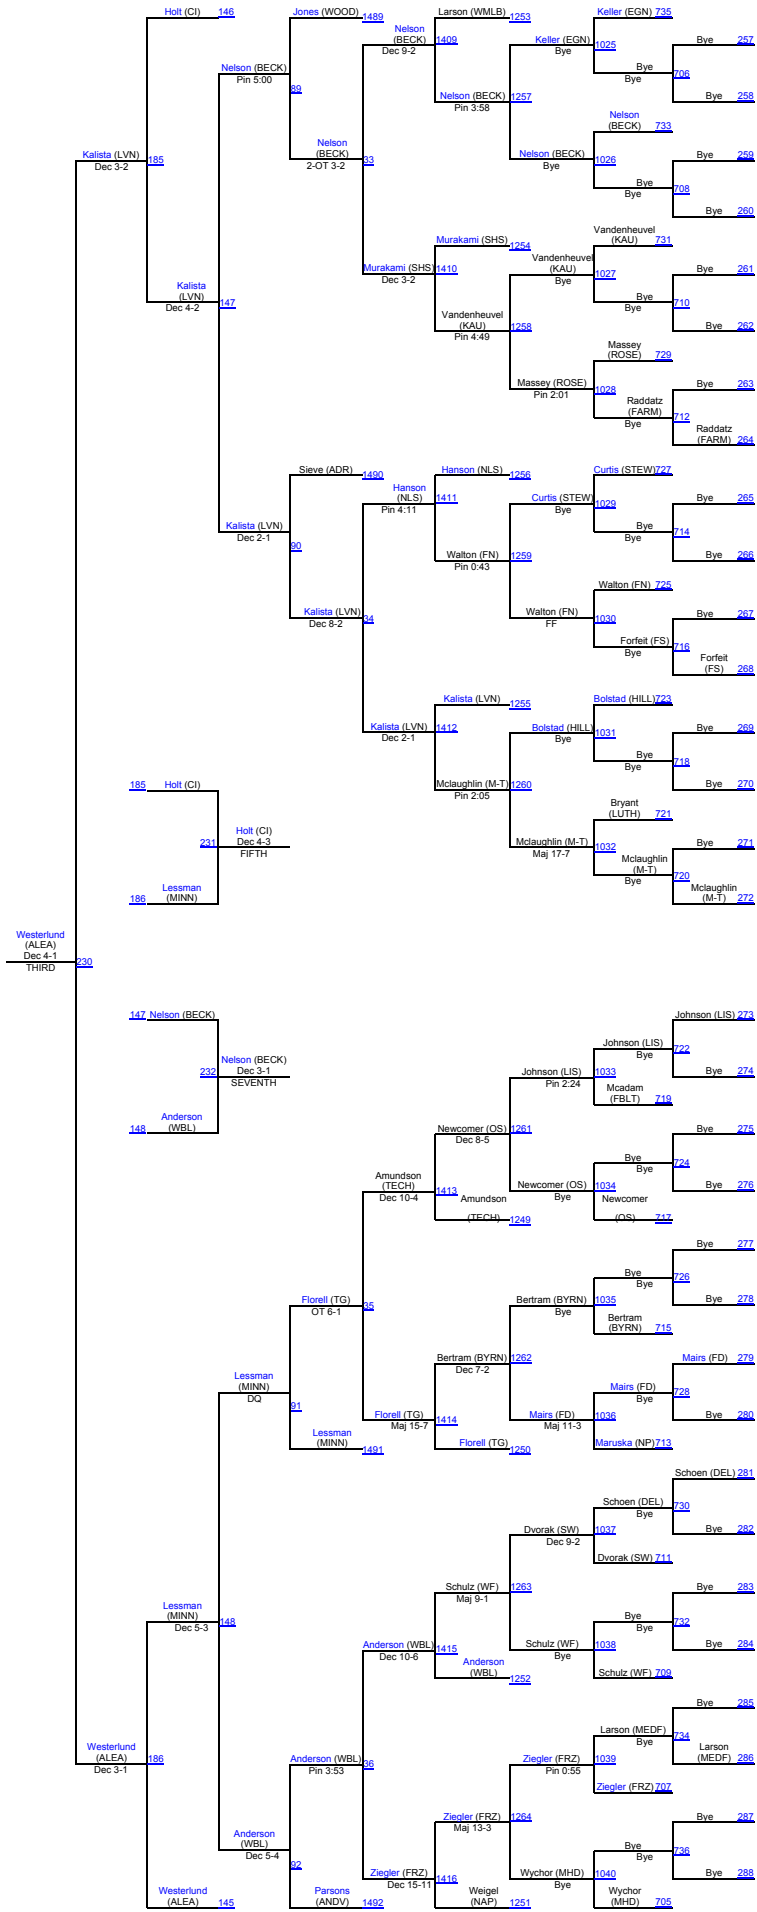 Holt (CI) 146
Jones (WOOD) 1489
Nelson
(BECK) 1409
Dec 9-2
Larson (WMLB) 1253
Keller (EGN) 735
Keller (EGN) 1025
Bye
Bye 257
Bye 706
Bye
Bye 258
Nelson (BECK) 89
Pin 5:00
Nelson (BECK) 1257
Pin 3:58
Nelson
(BECK) 733
Nelson
(BECK) 33
2-OT 3-2
Nelson (BECK) 1026
Bye
Bye 259
Bye 708
Bye
Bye 260
Kalista (LVN) 185
Dec 3-2
Murakami (SHS) 1254
Vandenheuvel
(KAU) 731
Murakami (SHS) 1410
Dec 3-2
Vandenheuvel
(KAU) 1027
Bye
Bye 261
Bye 710
Bye
Bye 262
Kalista
(LVN) 147
Dec 4-2
Vandenheuvel
(KAU) 1258
Pin 4:49
Massey
(ROSE) 729
Massey (ROSE) 1028
Pin 2:01
Bye 263
Raddatz
(FARM) 712
Bye
Raddatz
(FARM) 264
Sieve (ADR) 1490
Hanson (NLS) 1256
Curtis (STEW) 727
Hanson
(NLS) 1411
Pin 4:11
Curtis (STEW) 1029
Bye
Bye 265
Bye 714
Bye
Bye 266
Kalista (LVN) 90
Dec 2-1
Walton (FN) 1259
Pin 0:43
Walton (FN) 725
Kalista (LVN) 34
Dec 8-2
Walton (FN) 1030
FF
Bye 267
Forfeit (FS) 716
Bye
Forfeit
(FS) 268
Kalista (LVN) 1255
Bolstad (HILL) 723
Kalista (LVN) 1412
Dec 2-1
Bolstad (HILL) 1031
Bye
Bye 269
Bye 718
Bye
Bye 270
185 Holt (CI)
Mclaughlin (M-T) 1260
Pin 2:05
Bryant
(LUTH) 721
231 Holt (CI)
Dec 4-3
FIFTH
Mclaughlin (M-T) 1032
Maj 17-7
Bye 271
Mclaughlin
(M-T) 720
Bye
Mclaughlin
(M-T) 272
186 Lessman
(MINN)
Westerlund
(ALEA)
Dec 4-1 230
THIRD
147 Nelson (BECK)
Johnson (LIS) 273
Johnson (LIS) 722
Bye
Bye 274
232 Nelson (BECK)
Dec 3-1
SEVENTH
Johnson (LIS) 1033
Pin 2:24
Mcadam
(FBLT) 719
148 Anderson
(WBL)
Newcomer (OS) 1261
Dec 8-5
Bye 275
Bye 724
Bye
Bye 276
Amundson
(TECH) 1413
Dec 10-4
Newcomer (OS) 1034
Bye
Amundson
(TECH) 1249
Newcomer
(OS) 717
Bye 277
Bye 726
Bye
Bye 278
Florell (TG) 35
OT 6-1
Bertram (BYRN) 1035
Bye
Bertram
(BYRN) 715
Bertram (BYRN) 1262
Dec 7-2
Mairs (FD) 279
Mairs (FD) 728
Bye
Bye 280
Lessman
(MINN) 91
DQ
Florell (TG) 1414
Maj 15-7
Mairs (FD) 1036
Maj 11-3
Lessman
(MINN) 1491
Florell (TG) 1250
Maruska (NP) 713
Schoen (DEL) 281
Schoen (DEL) 730
Bye
Bye 282
Dvorak (SW) 1037
Dec 9-2
Dvorak (SW) 711
Schulz (WF) 1263
Maj 9-1
Bye 283
Bye 732
Bye
Bye 284
Lessman
(MINN) 148
Dec 5-3
Anderson (WBL) 1415
Dec 10-6
Schulz (WF) 1038
Bye
Anderson
(WBL) 1252
Schulz (WF) 709
Bye 285
Larson (MEDF) 734
Bye
Larson
(MEDF) 286
Westerlund
(ALEA) 186
Dec 3-1
Anderson (WBL) 36
Pin 3:53
Ziegler (FRZ) 1039
Pin 0:55
Ziegler (FRZ) 707
Ziegler (FRZ) 1264
Maj 13-3
Bye 287
Bye 736
Bye
Bye 288
Anderson
(WBL) 92
Dec 5-4
Ziegler (FRZ) 1416
Dec 15-11
Wychor (MHD) 1040
Bye
Westerlund
(ALEA) 145
Parsons
(ANDV) 1492
Weigel
(NAP) 1251
Wychor
(MHD) 705